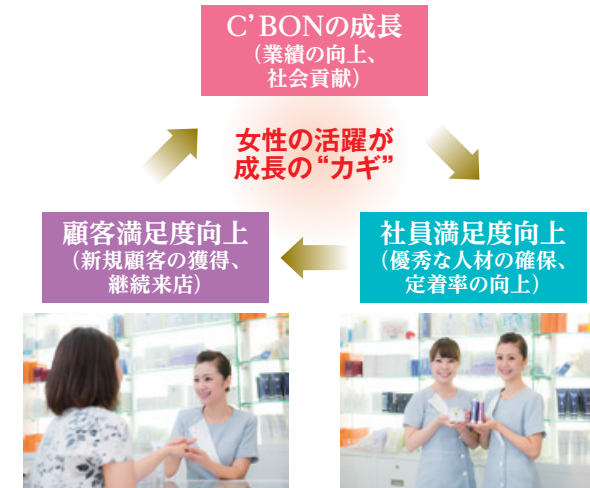 C’BONの成長
（業績の向上、
社会貢献）
女性の活躍が
成長の“カギ”
顧客満足度向上
（新規顧客の獲得、
継続来店）
社員満足度向上
（優秀な人材の確保、
定着率の向上）